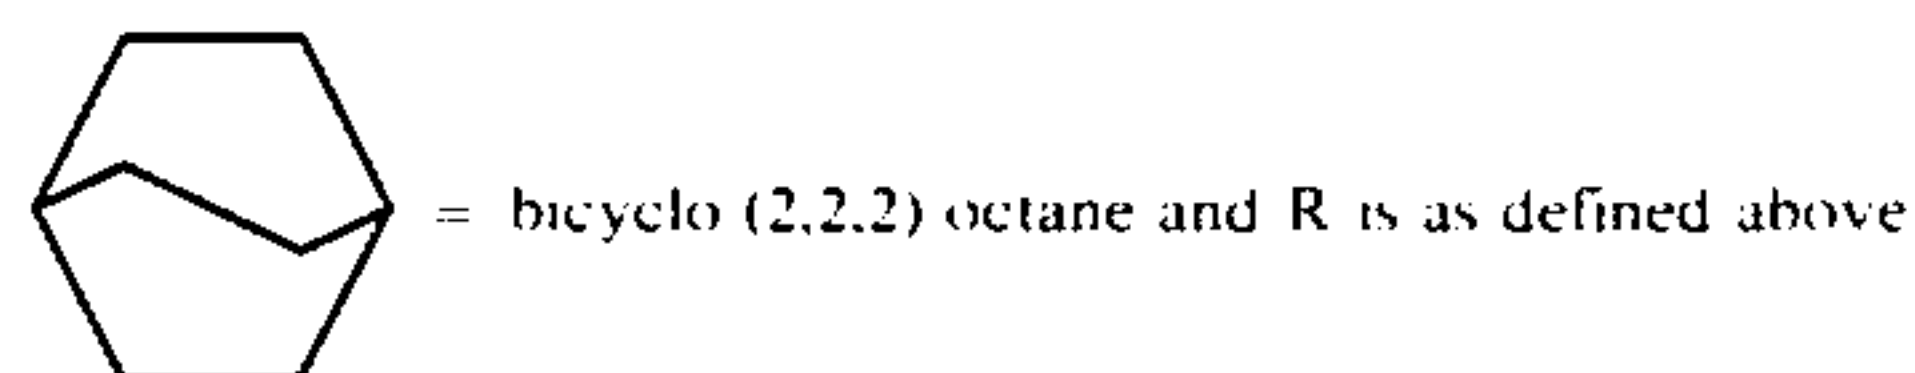 = bicyclo (2,2,2) octane and R is as defined above